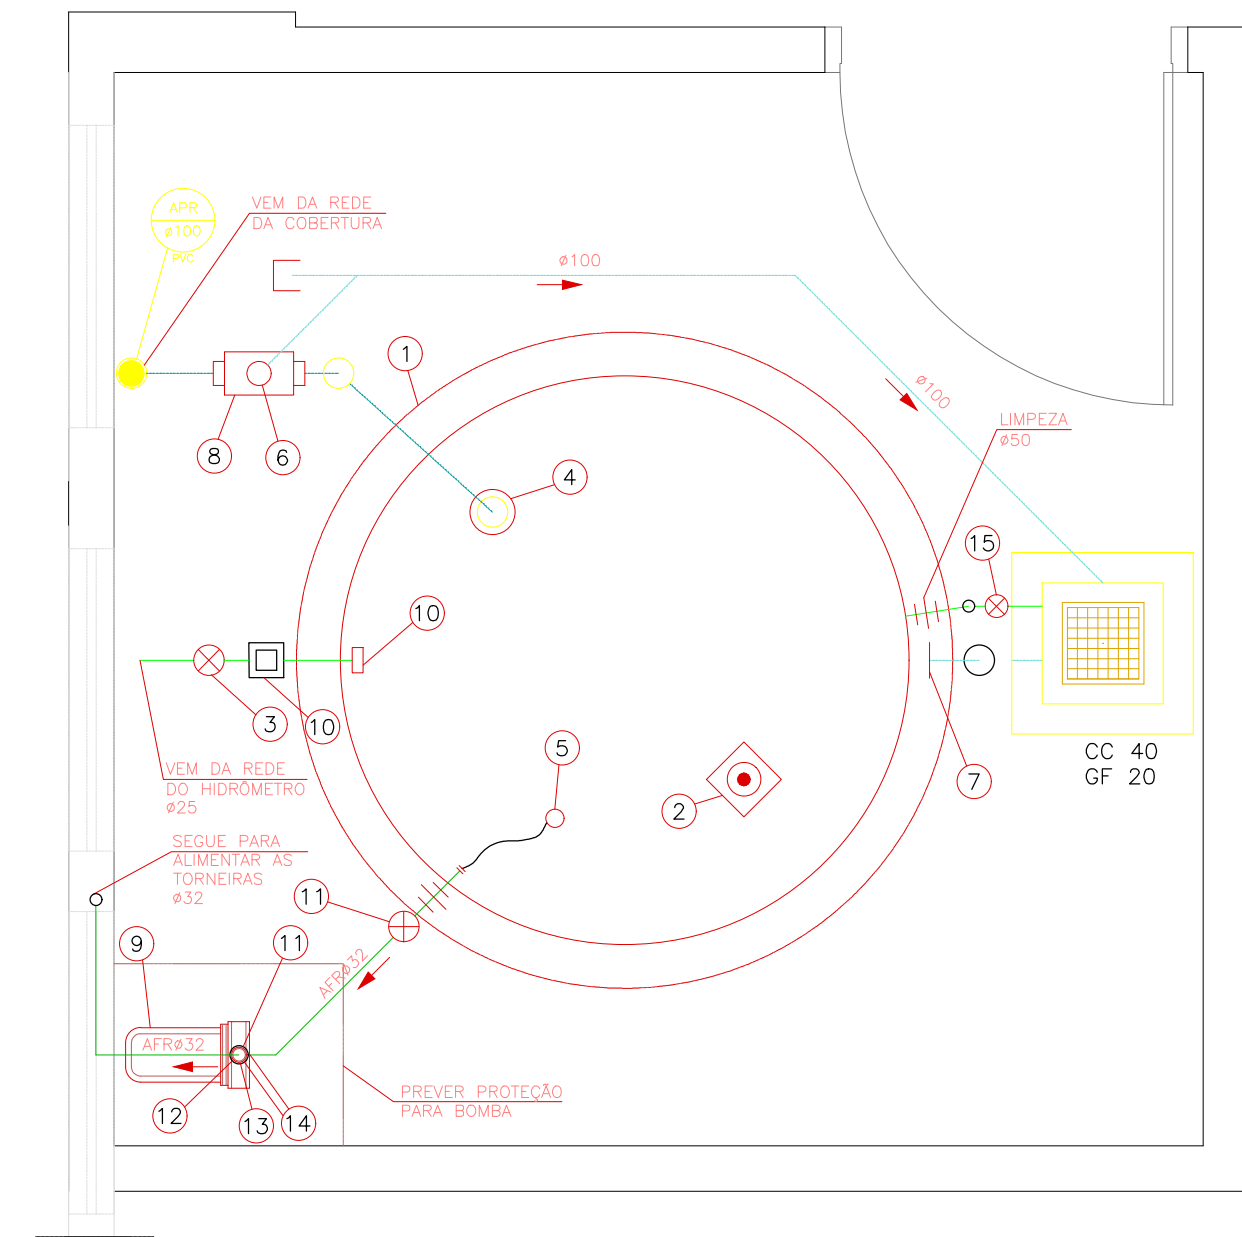 APR
ø100
PVC
VEM DA REDE
DA COBERTURA
ø100
1
ø100
LIMPEZA
ø50
8
6
4
15
10
3
10
5
7
2
CC 40
GF 20
VEM DA REDE
DO HIDRÔMETRO
ø25
SEGUE PARA
ALIMENTAR AS
TORNEIRAS
ø32
11
9
11
AFRø32
AFRø32
12
13
14
PREVER PROTEÇÃO
PARA BOMBA